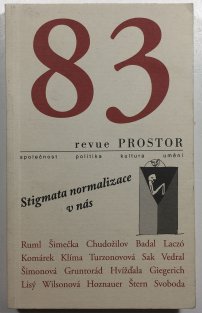 83
revue PROSTOR
společnost politika kultura umění
Stigmata normalizace
v nás
Ruml Šimečka Chudožilov Badal Laczó
Komárek Klíma Turzonovová Sak Vedral
Šimonová Gruntorád Hvížďala Giegerich
Lisý Wilsonová Hoznauer Štern Svoboda